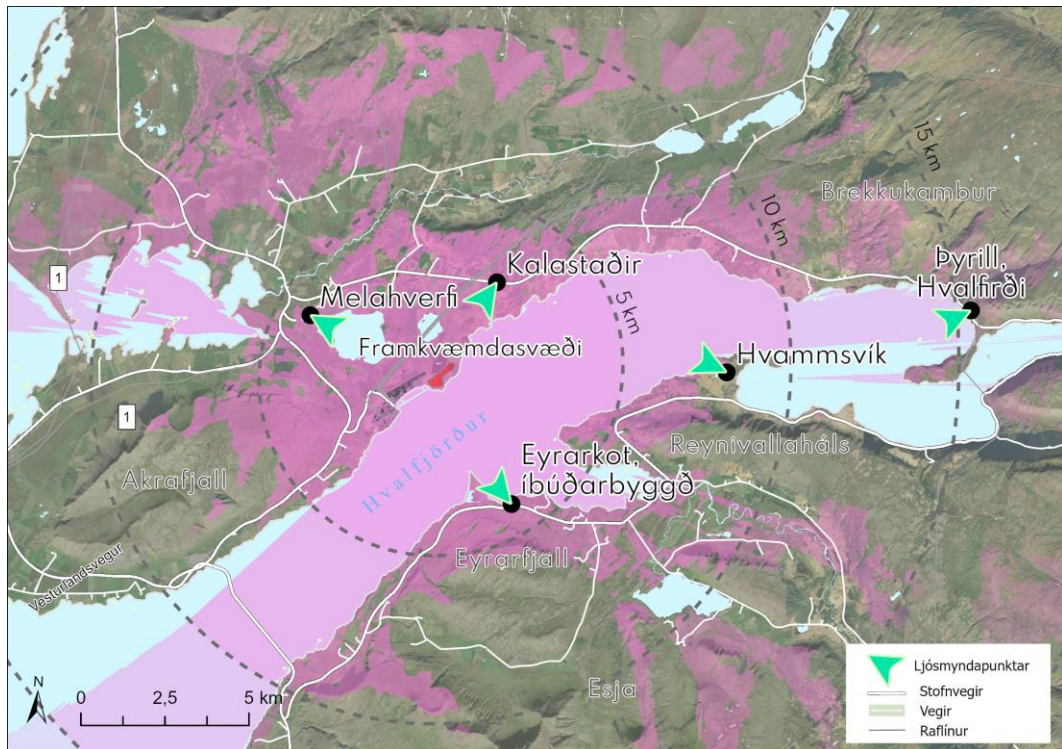 15 km
Brekkukambur
10 km
Þyrill,
Hvalfirði
1
Kalastaðir
Melahverfi
5 km
Framkvæmdasvæði
Hvammsvík
1
Hvalfjörður
Reynivallaháls
Eyrarkot,
íbúðarbyggð
Akrafjall
Eyrarfjall
Vesturlandsvegur
Esja
N
0 2,5 5 km
Ljósmyndapunktar
Stofnvegir
Vegir
Raflínur